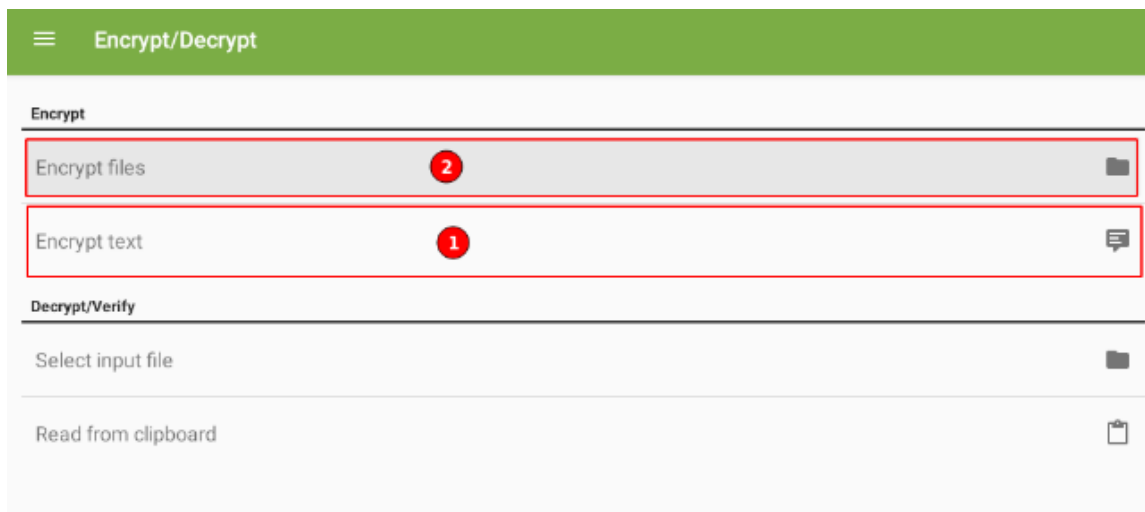 Encrypt/Decrypt
Encrypt
Encrypt files 2
Encrypt text 1
Decrypt/Verify
Select input file
Read from clipboard